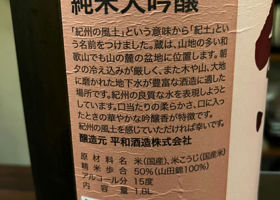 純米大吟醸
「紀州の風土」という意味から「紀土」とい
う名前をつけました。蔵は、山地の多い和
歌山でも山の麓の盆地に位置します。朝
夕の冷え込みが厳しく、また木や山、大地
に磨かれた地下水が豊富な酒造に適した
場所です。紀州の良質な水を表現しようと
しています。口当たりの柔らかさ、口に入っ
たときの華やかな吟醸香が特徴です。
紀州の風土を感じていただければ幸いです。
醸造元 平和酒造株式会社
原材料名 米(国産)、米こうじ(国産米)
精米歩合 50%(山田錦100%)
アルコール分 15度
内容量 1.8L